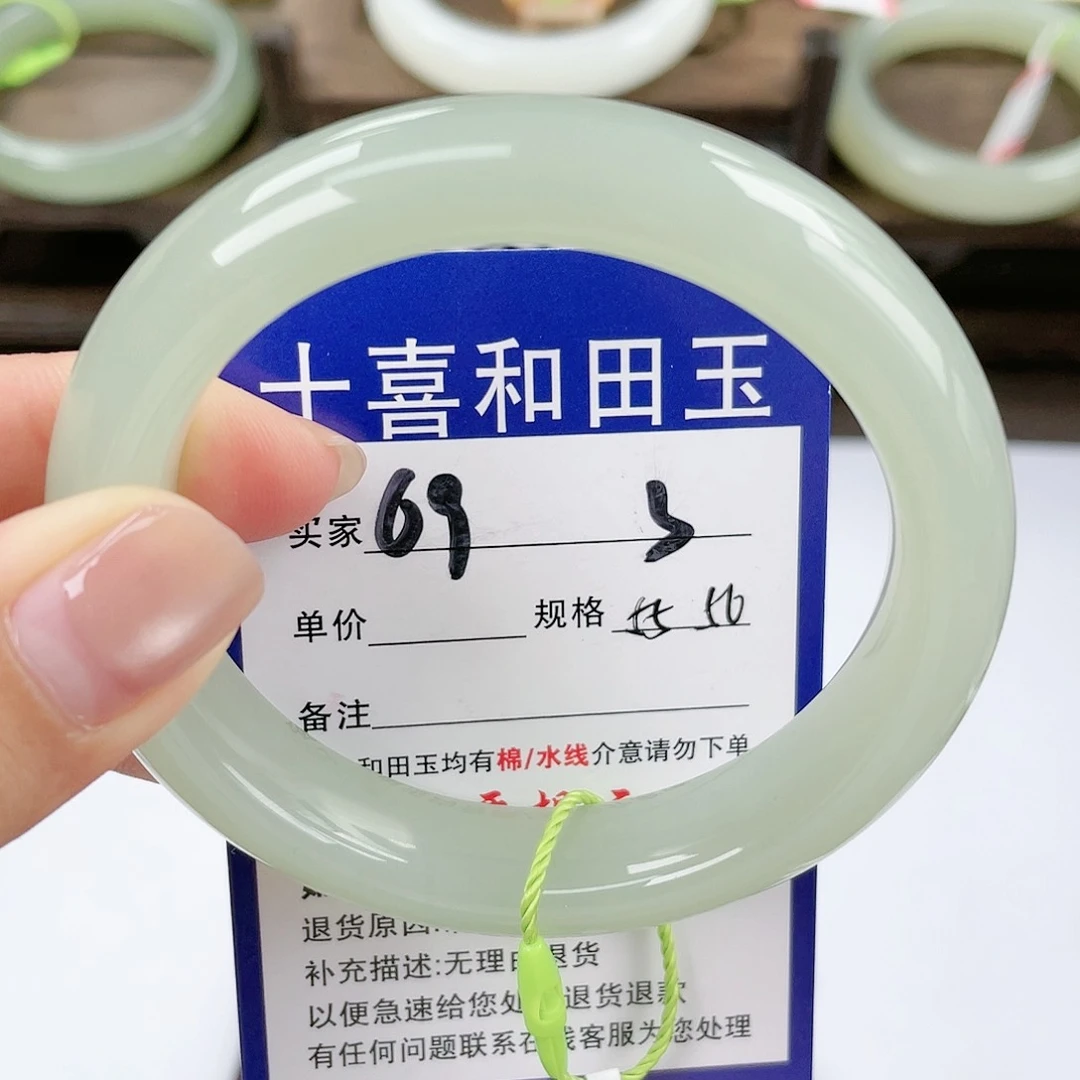 十喜和田玉
买家 69 3
单价 规格 56
备注
和田玉均有棉/水线介意请勿下单
退货原因
补充描述:无理由退货
以便急速给您处 退货退款
有任何问题联系在线客服为您处理